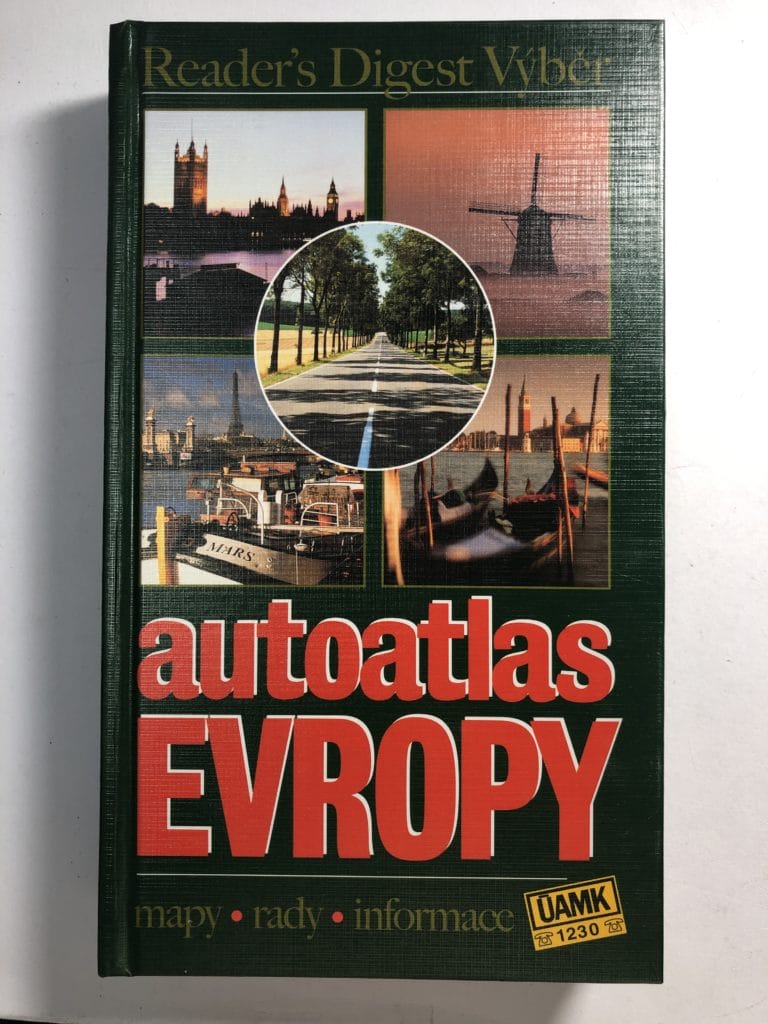 Reader's Digest Výběr
MARS
autoatlas
EVROPY
mapy • rady • informace
ÚAMK
☏ 1230 ☏